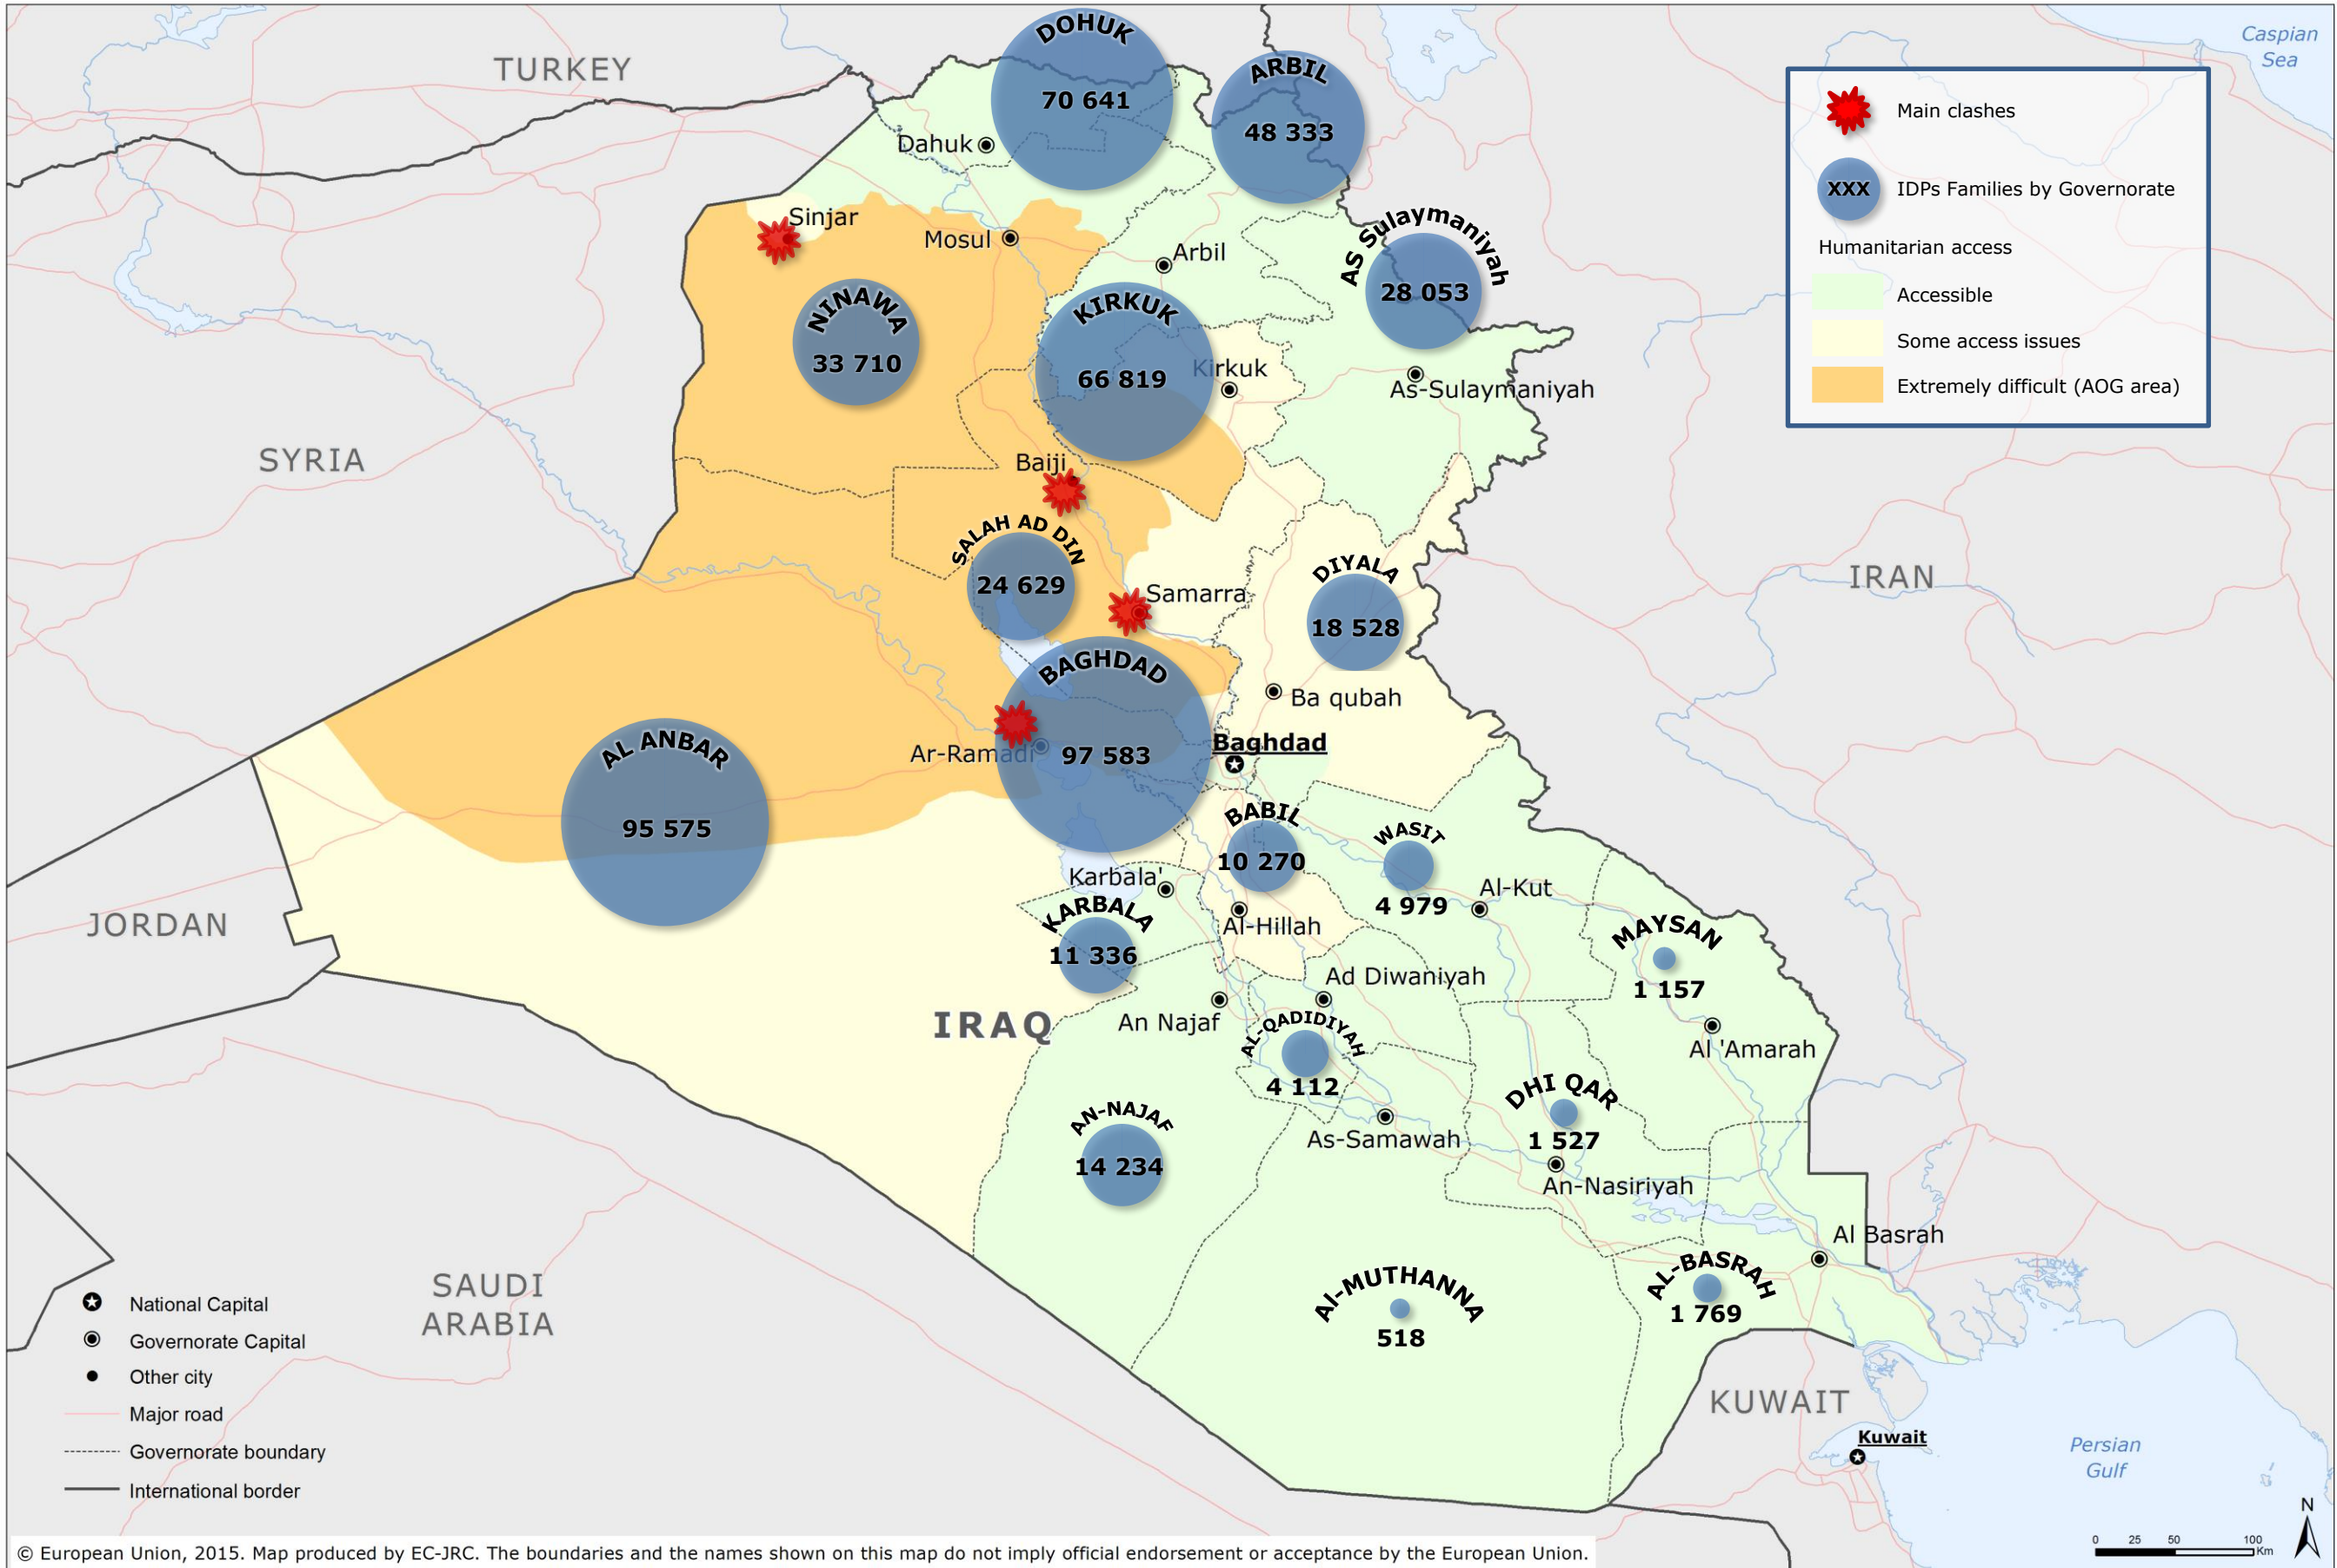 Caspian
Sea
TURKEY
DOHUK
70 641
ARBIL
48 333
Main clashes
XXX
IDPs Families by Governorate
Humanitarian access
Accessible
Some access issues
Extremely difficult (AOG area)
Dahuk
Sinjar
Mosul
Arbil
AS Sulaymaniyah
28 053
NINAWA
33 710
KIRKUK
66 819
Kirkuk
As-Sulaymaniyah
SYRIA
Baiji
SALAH AD DIN
24 629
Samarra
DIYALA
18 528
IRAN
BAGHDAD
97 583
Ba qubah
Baghdad
Ar-Ramadi
AL ANBAR
95 575
BABIL
10 270
WASIT
4 979
Al-Kut
Karbala'
KARBALA
11 336
Al-Hillah
JORDAN
MAYSAN
1 157
Ad Diwaniyah
An Najaf
IRAQ
AL-QADIDIYAH
4 112
Al 'Amarah
DHI QAR
1 527
AN-NAJAF
14 234
As-Samawah
An-Nasiriyah
Al Basrah
AL-BASRAH
1 769
Al-MUTHANNA
518
SAUDI
ARABIA
KUWAIT
Kuwait
Persian
Gulf
National Capital
Governorate Capital
Other city
Major road
Governorate boundary
International border
N
0 25 50 100
Km
© European Union, 2015. Map produced by EC-JRC. The boundaries and the names shown on this map do not imply official endorsement or acceptance by the European Union.